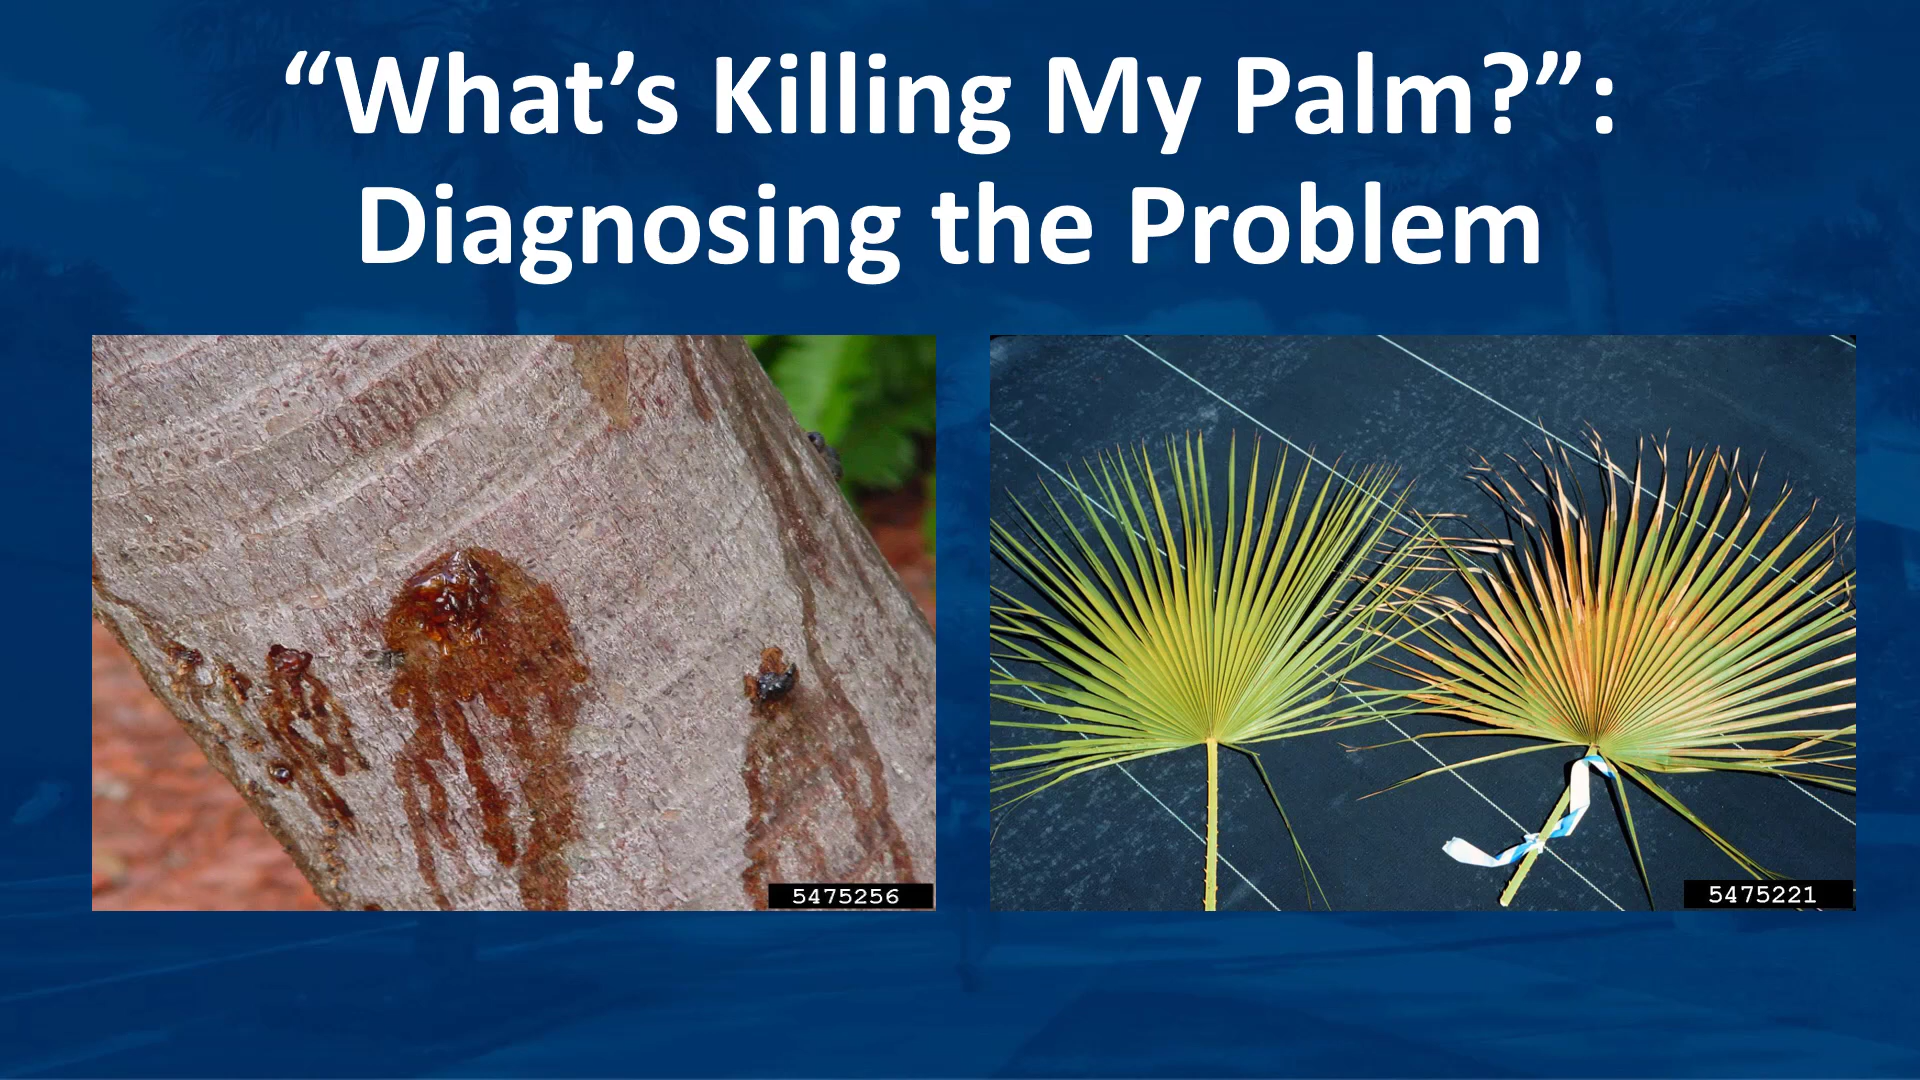 “What’s Killing My Palm?”:
Diagnosing the Problem
5475256
5475221